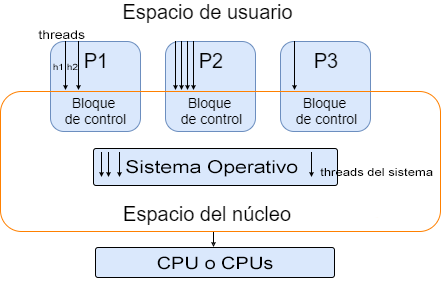 Espacio de usuario
threads
h1 h2
P1
P2
P3
Bloque
de control
Bloque
de control
Bloque
de control
Sistema Operativo
threads del sistema
Espacio del núcleo
CPU o CPUs